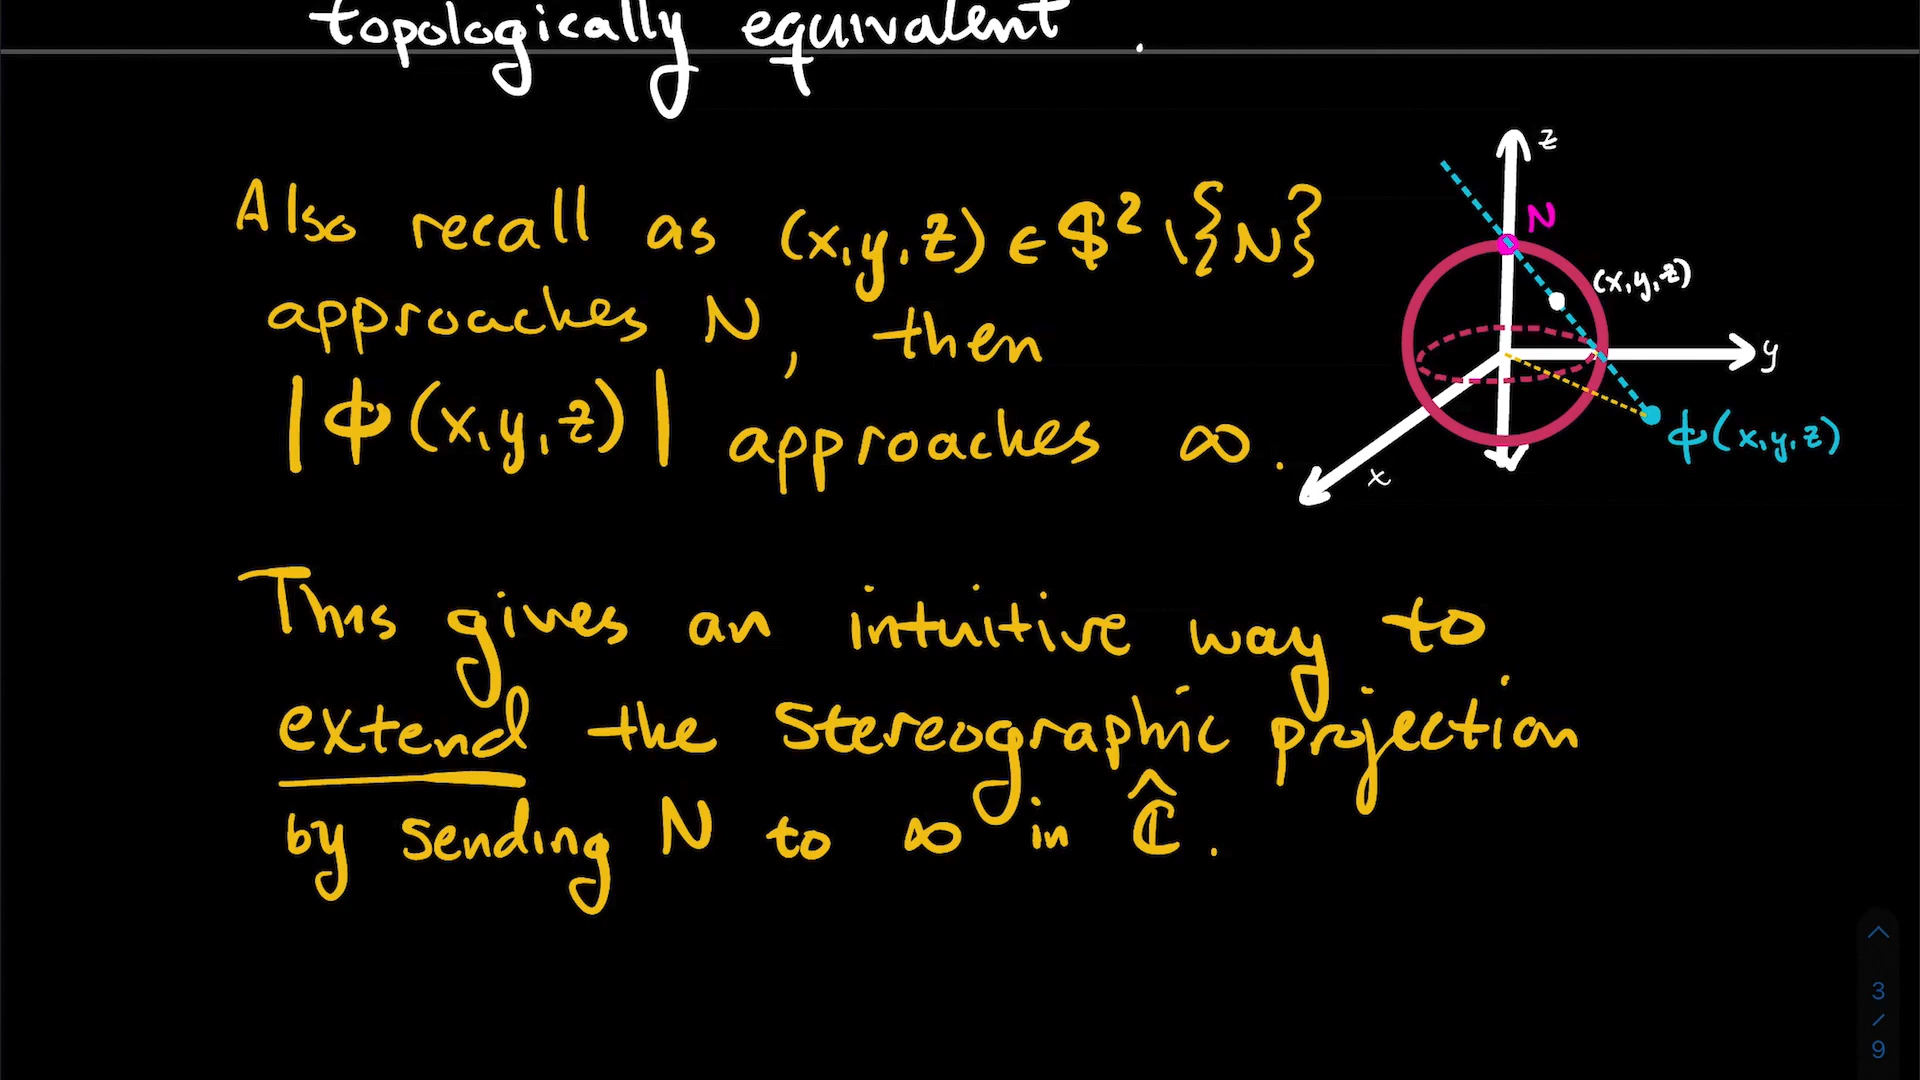 topologically equivalent.
Also recall as (x,y,z) ∈ 𝕊² \ {N}
approaches N, then
|Φ(x,y,z)| approaches ∞.
This gives an intuitive way to
extend the stereographic projection
by sending N to ∞ in ℂ̂.
z
N
(x,y,z)
y
Φ(x,y,z)
x
3
/
9